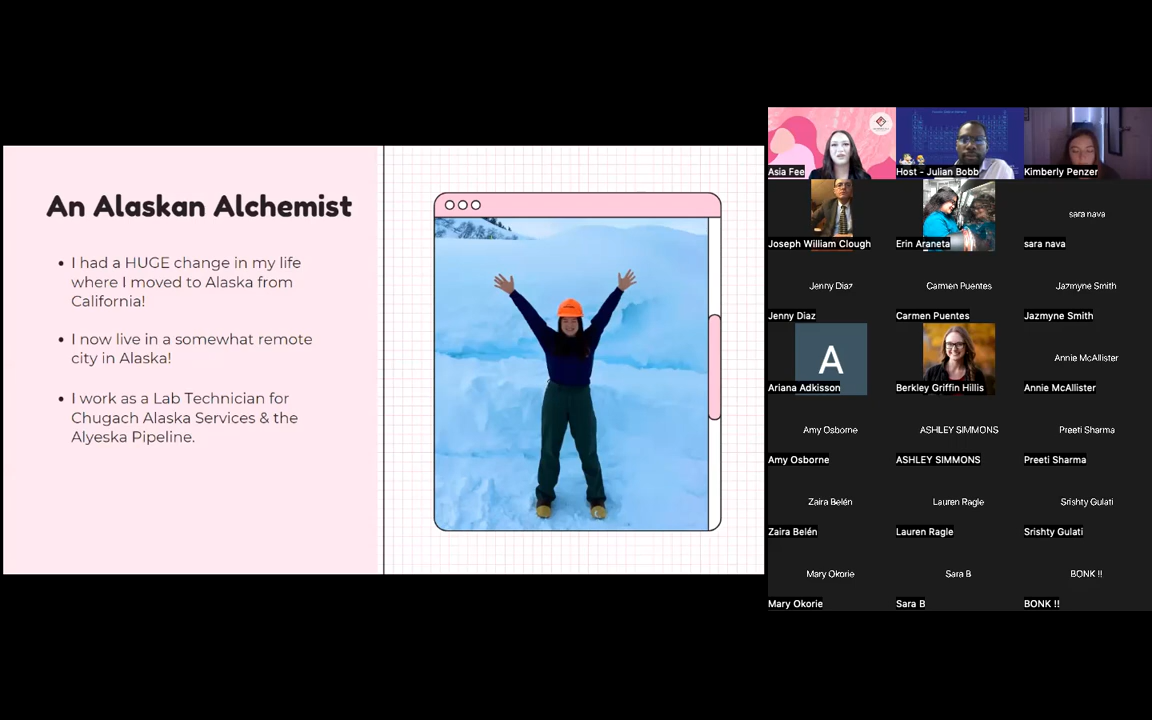 An Alaskan Alchemist
• I had a HUGE change in my life
where I moved to Alaska from
California!
• I now live in a somewhat remote
city in Alaska!
• I work as a Lab Technician for
Chugach Alaska Services & the
Alyeska Pipeline.
Asia Fee
Host - Julian Bobb
Kimberly Penzer
Joseph William Clough
Erin Araneta
sara nava
sara nava
Jenny Diaz
Jenny Diaz
Carmen Puentes
Carmen Puentes
Jazmyne Smith
Jazmyne Smith
A
Ariana Adkisson
Berkley Griffin Hillis
Annie McAllister
Annie McAllister
Amy Osborne
Amy Osborne
ASHLEY SIMMONS
ASHLEY SIMMONS
Preeti Sharma
Preeti Sharma
Zaira Belén
Zaira Belén
Lauren Ragle
Lauren Ragle
Srishty Gulati
Srishty Gulati
Mary Okorie
Mary Okorie
Sara B
Sara B
BONK !!
BONK !!